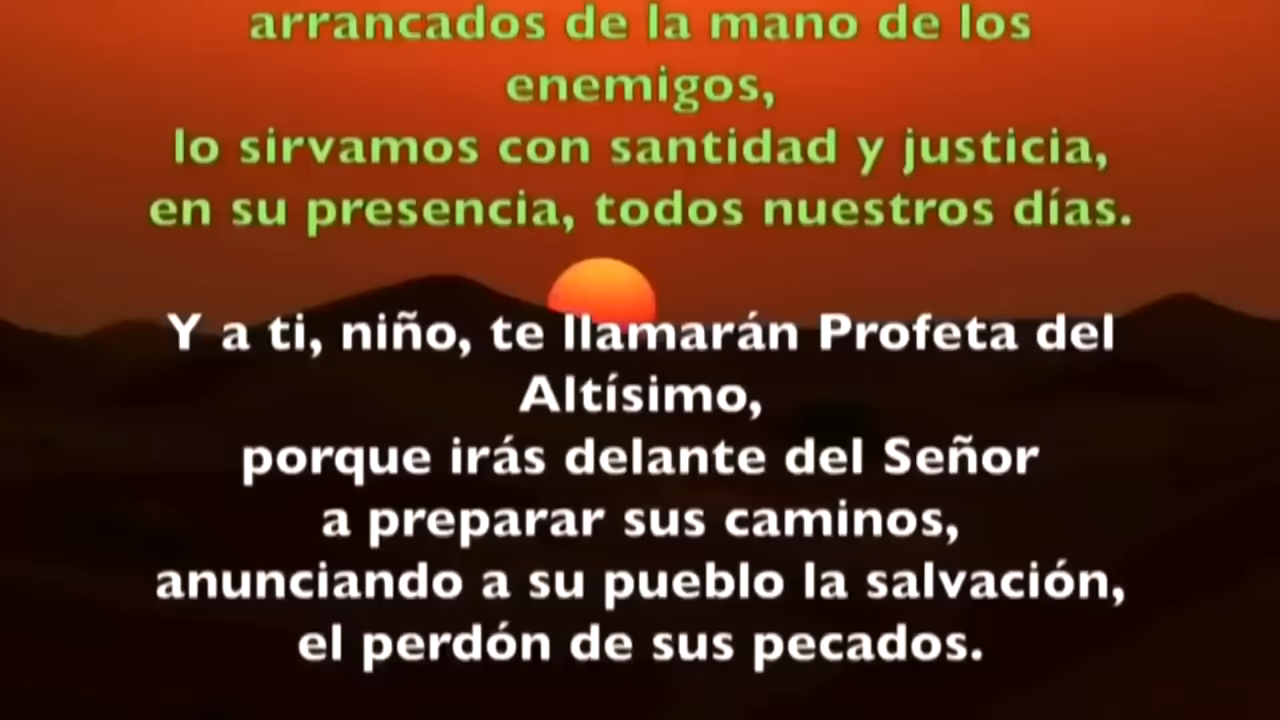 arrancados de la mano de los
enemigos,
lo sirvamos con santidad y justicia,
en su presencia, todos nuestros días.
Y a ti, niño, te llamarán Profeta del
Altísimo,
porque irás delante del Señor
a preparar sus caminos,
anunciando a su pueblo la salvación,
el perdón de sus pecados.